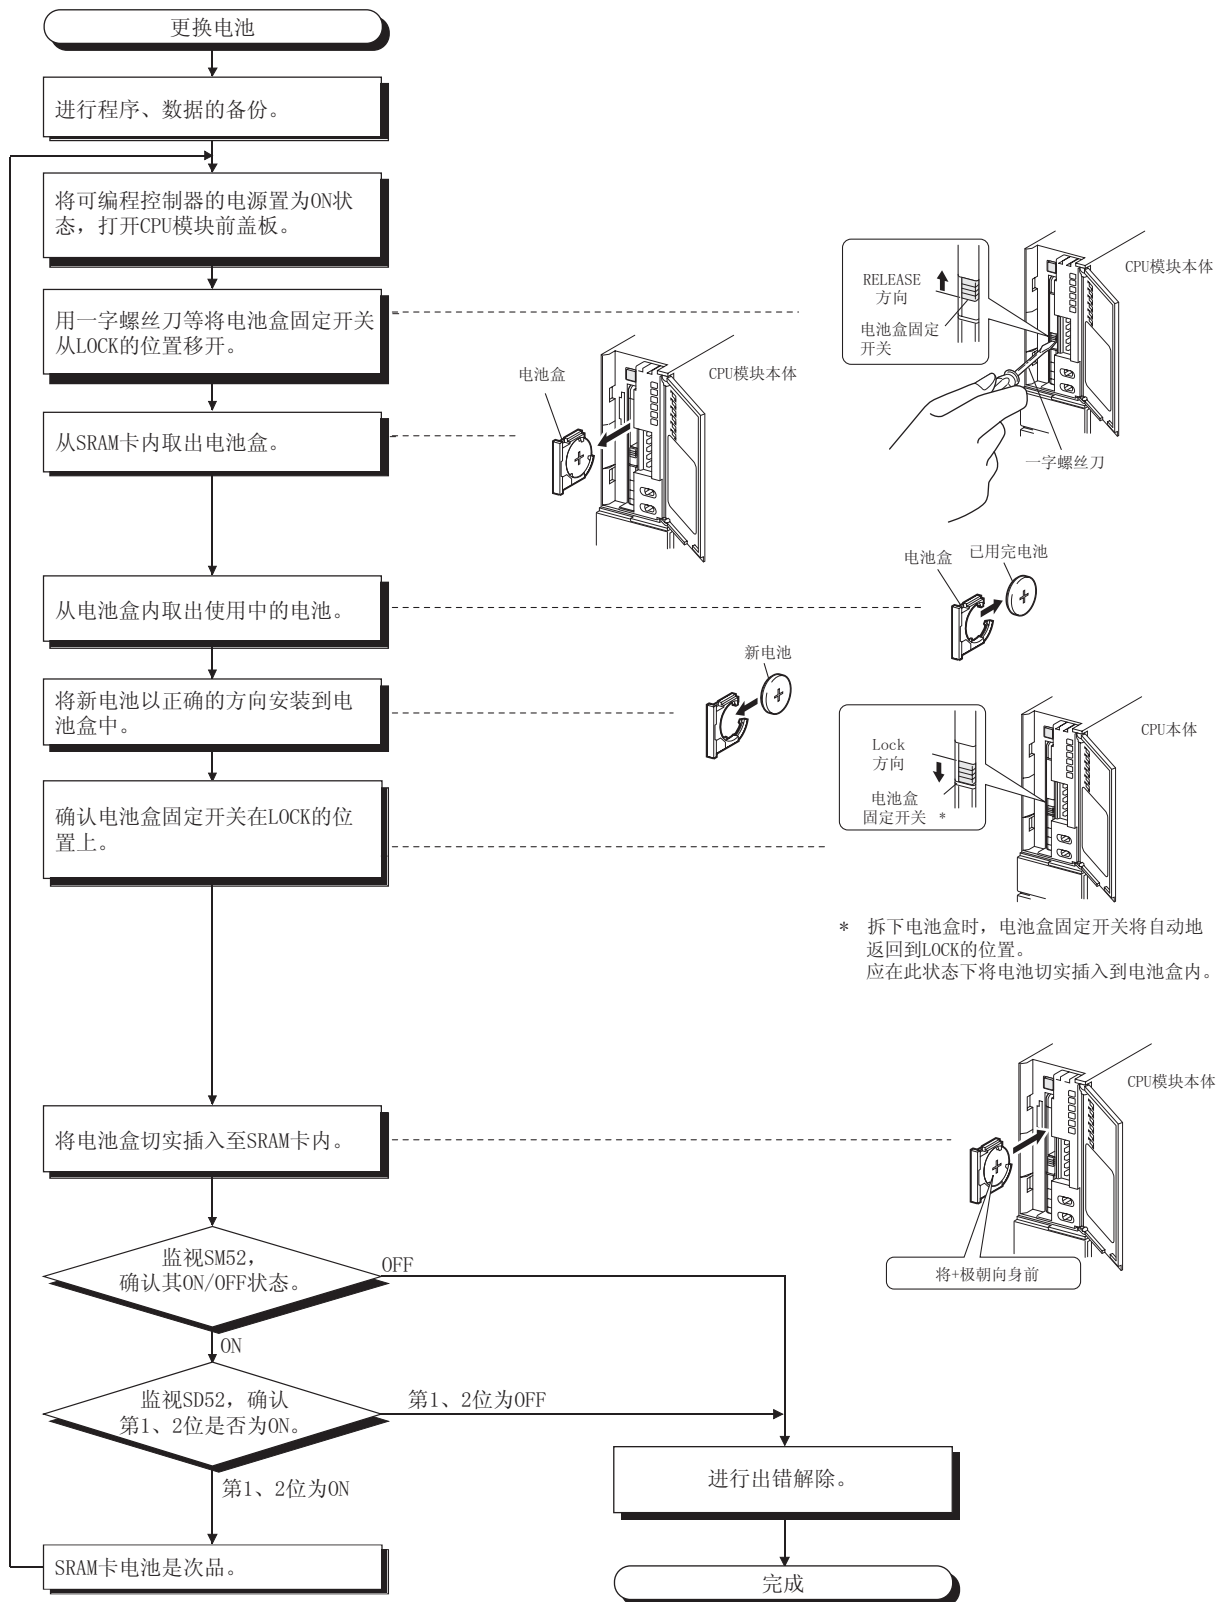 更换电池
进行程序、数据的备份。
将可编程控制器的电源置为ON状
态，打开CPU模块前盖板。
用一字螺丝刀等将电池盒固定开关
从LOCK的位置移开。
RELEASE
方向
电池盒固定
开关
CPU模块本体
一字螺丝刀
从SRAM卡内取出电池盒。
电池盒
CPU模块本体
从电池盒内取出使用中的电池。
电池盒
已用完电池
将新电池以正确的方向安装到电
池盒中。
新电池
确认电池盒固定开关在LOCK的位
置上。
Lock
方向
电池盒
固定开关 *
CPU本体
* 拆下电池盒时，电池盒固定开关将自动地
返回到LOCK的位置。
应在此状态下将电池切实插入到电池盒内。
将电池盒切实插入至SRAM卡内。
CPU模块本体
将+极朝向身前
监视SM52，
确认其ON/OFF状态。
OFF
ON
监视SD52，确认
第1、2位是否为ON。
第1、2位为OFF
第1、2位为ON
进行出错解除。
SRAM卡电池是次品。
完成